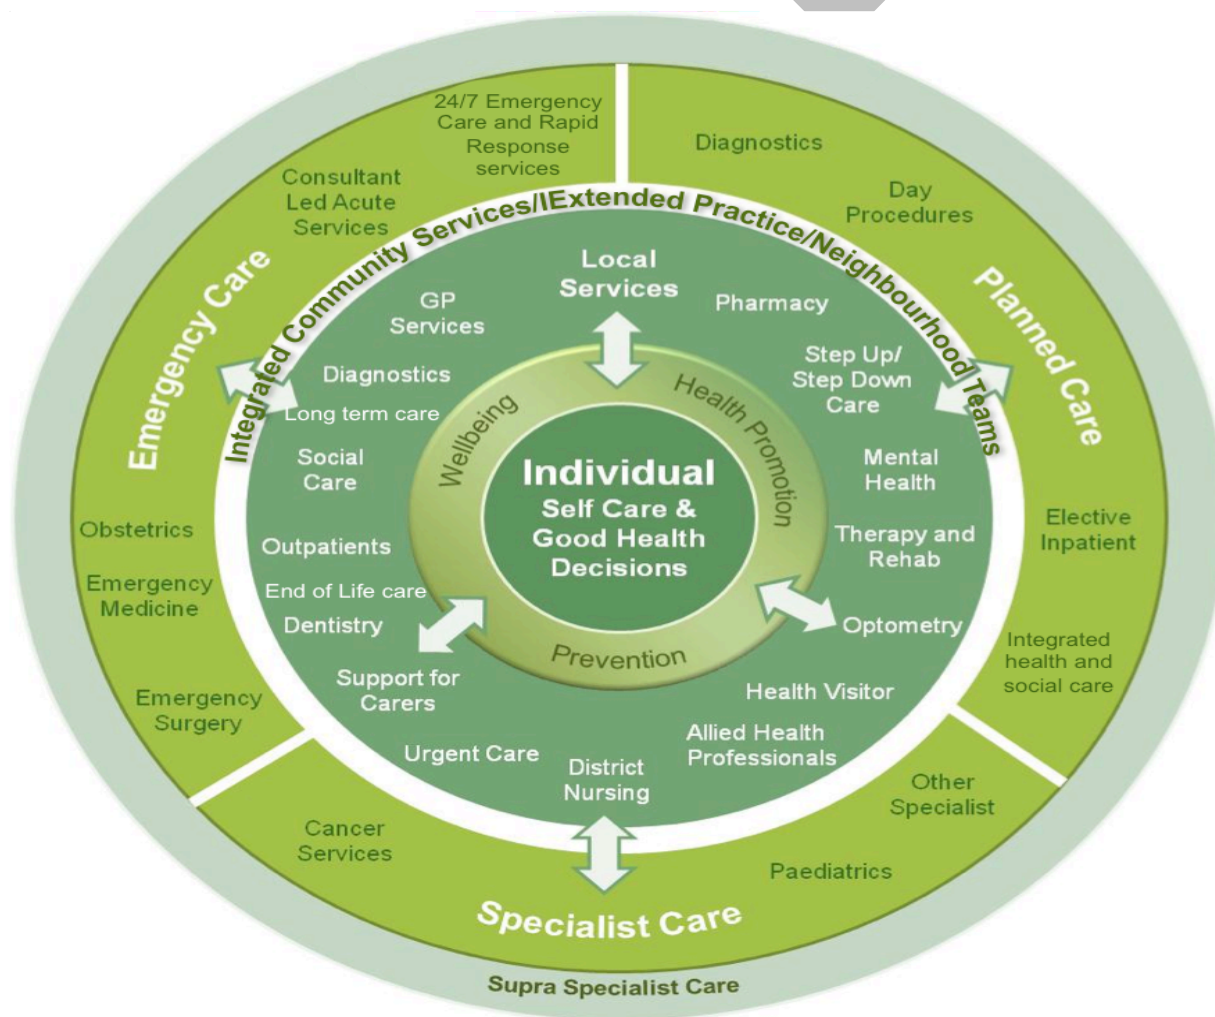 24/7 Emergency
Care and Rapid
Response
services
Diagnostics
Day
Procedures
Consultant
Led Acute
Services
Emergency Care
Planned Care
Integrated Community Services/IExtended Practice/Neighbourhood Teams
Local
Services
GP
Services
Pharmacy
Diagnostics
Step Up/
Step Down
Care
Long term care
Wellbeing
Health Promotion
Social
Care
Mental
Health
Individual
Self Care &
Good Health
Decisions
Obstetrics
Elective
Inpatient
Outpatients
Therapy and
Rehab
Emergency
Medicine
End of Life care
Dentistry
Optometry
Prevention
Integrated
health and
social care
Support for
Carers
Health Visitor
Emergency
Surgery
Urgent Care
Allied Health
Professionals
District
Nursing
Other
Specialist
Cancer
Services
Paediatrics
Specialist Care
Supra Specialist Care